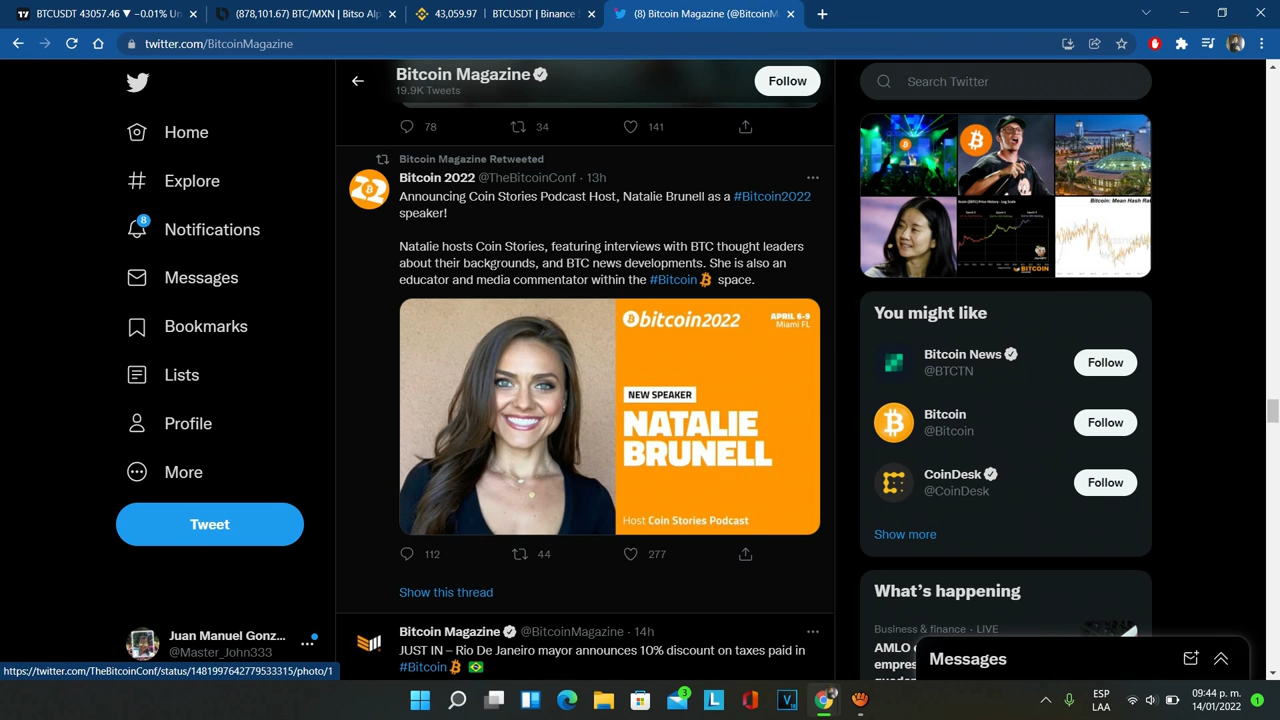 BTCUSDT 43057.46 ▼ −0.01% Un
(878,101.67) BTC/MXN | Bitso Al
43,059.97 | BTCUSDT | Binance
(8) Bitcoin Magazine (@BitcoinM
twitter.com/BitcoinMagazine
Home
Explore
8
Notifications
Messages
Bookmarks
Lists
Profile
More
Tweet
Juan Manuel Gonz...
@Master_John333
https://twitter.com/TheBitcoinConf/status/1481997642779533315/photo/1
Bitcoin Magazine
19.9K Tweets
Follow
78 34 141
Bitcoin Magazine Retweeted
Bitcoin 2022 @TheBitcoinConf · 13h
Announcing Coin Stories Podcast Host, Natalie Brunell as a #Bitcoin2022
speaker!
Natalie hosts Coin Stories, featuring interviews with BTC thought leaders
about their backgrounds, and BTC news developments. She is also an
educator and media commentator within the #Bitcoin space.
bitcoin2022
APRIL 6-9
Miami FL
NEW SPEAKER
NATALIE
BRUNELL
Host Coin Stories Podcast
112 44 277
Show this thread
Bitcoin Magazine @BitcoinMagazine · 14h
JUST IN – Rio De Janeiro mayor announces 10% discount on taxes paid in
#Bitcoin
Search Twitter
Bitcoin: Mean Hash Ra
You might like
Bitcoin News
@BTCTN
Follow
Bitcoin
@Bitcoin
Follow
CoinDesk
@CoinDesk
Follow
Show more
What's happening
Business & finance · LIVE
AMLO
empres
Messages
3
ESP
LAA
09:44 p. m.
14/01/2022
1